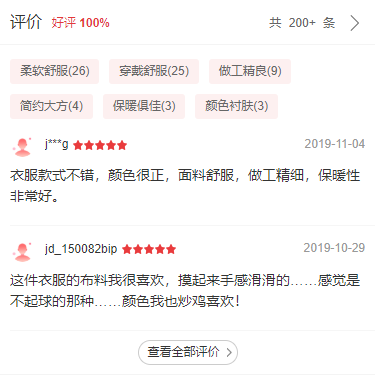 评价 好评 100% 共 200+ 条
柔软舒服(26) 穿戴舒服(25) 做工精良(9)
简约大方(4) 保暖俱佳(3) 颜色衬肤(3)
j***g 2019-11-04
衣服款式不错，颜色很正，面料舒服，做工精细，保暖性
非常好。
jd_150082bip 2019-10-29
这件衣服的布料我很喜欢，摸起来手感滑滑的……感觉是
不起球的那种……颜色我也炒鸡喜欢！
查看全部评价